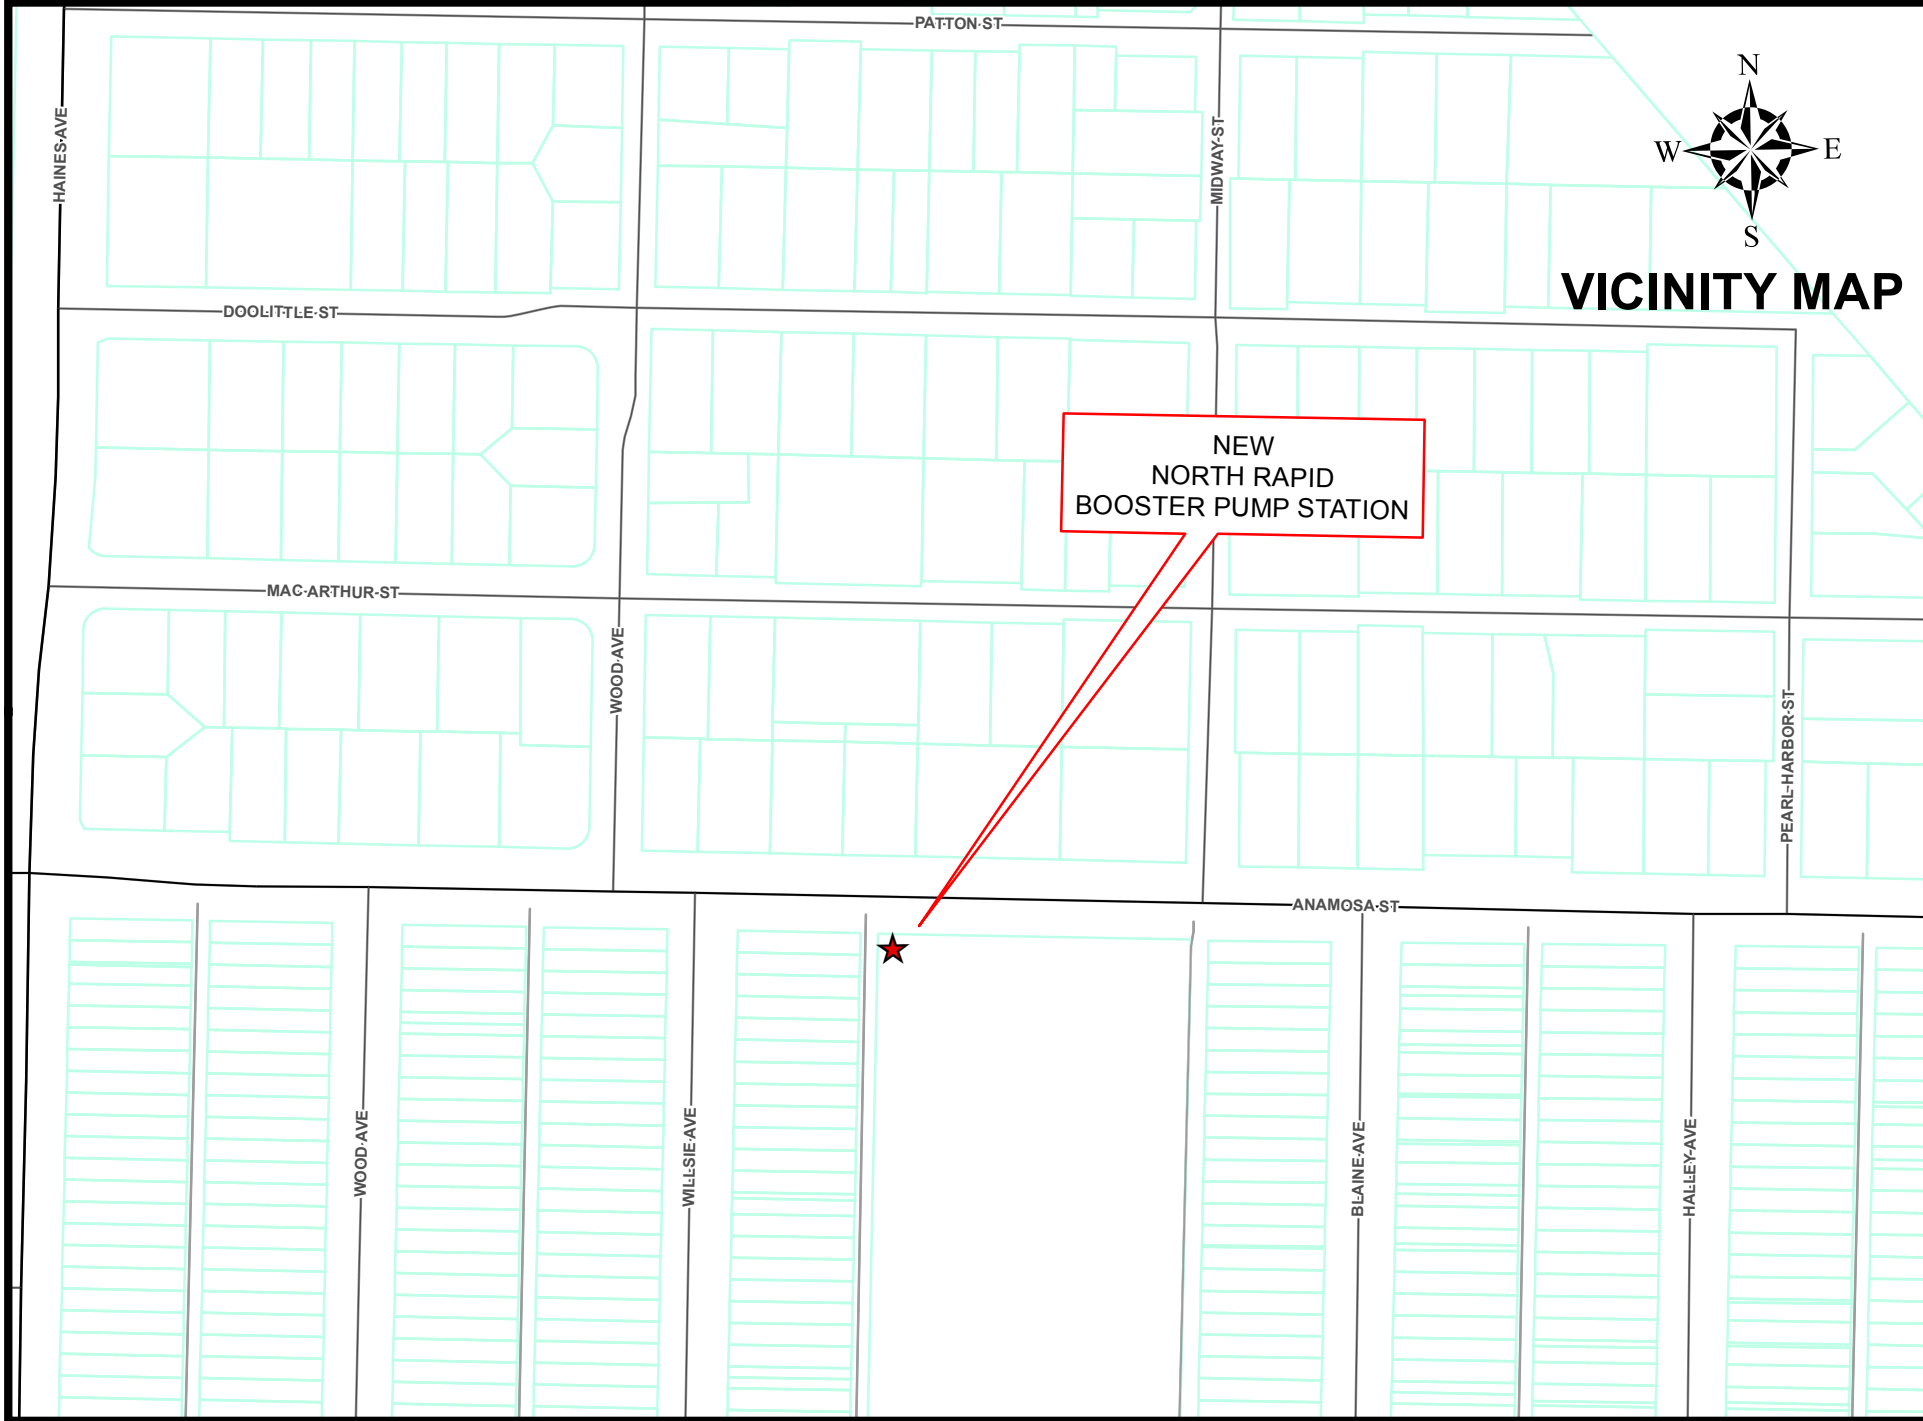 PATTON ST
N
HAINES AVE
MIDWAY ST
W
E
S
VICINITY MAP
DOOLITTLE ST
NEW
NORTH RAPID
BOOSTER PUMP STATION
MAC ARTHUR ST
WOOD AVE
PEARL HARBOR ST
ANAMOSA ST
WOOD AVE
WILLSIE AVE
BLAINE AVE
HALLEY AVE